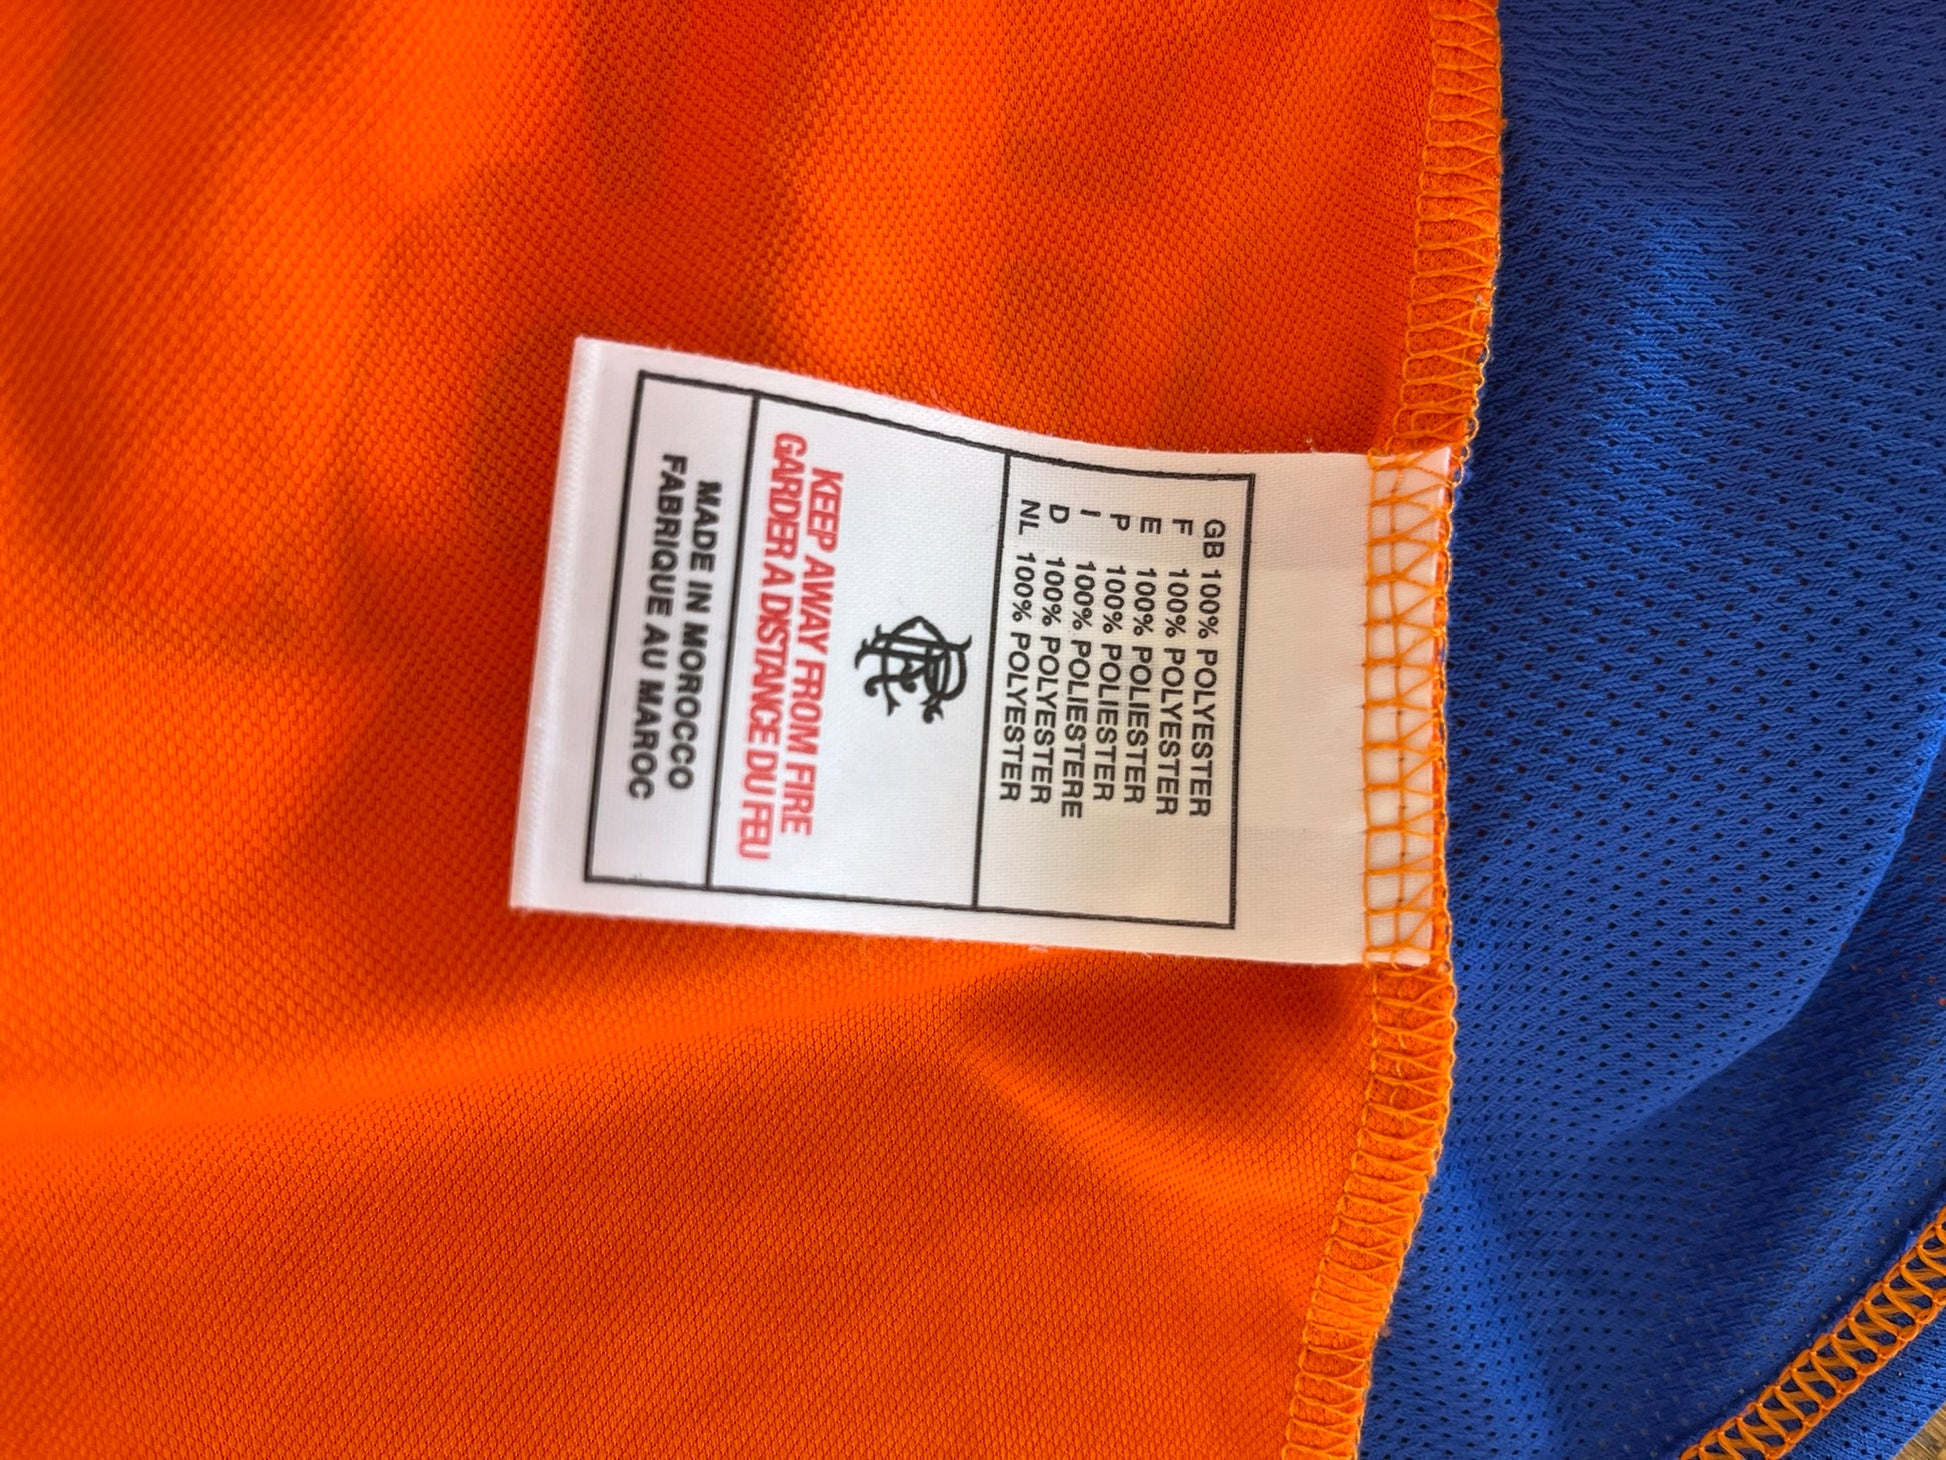 GB 100% POLYESTER
F 100% POLYESTER
E 100% POLIESTER
P 100% POLIESTER
I 100% POLIESTERE
D 100% POLYESTER
NL 100% POLYESTER
KEEP AWAY FROM FIRE
GARDER A DISTANCE DU FEU
MADE IN MOROCCO
FABRIQUE AU MAROC